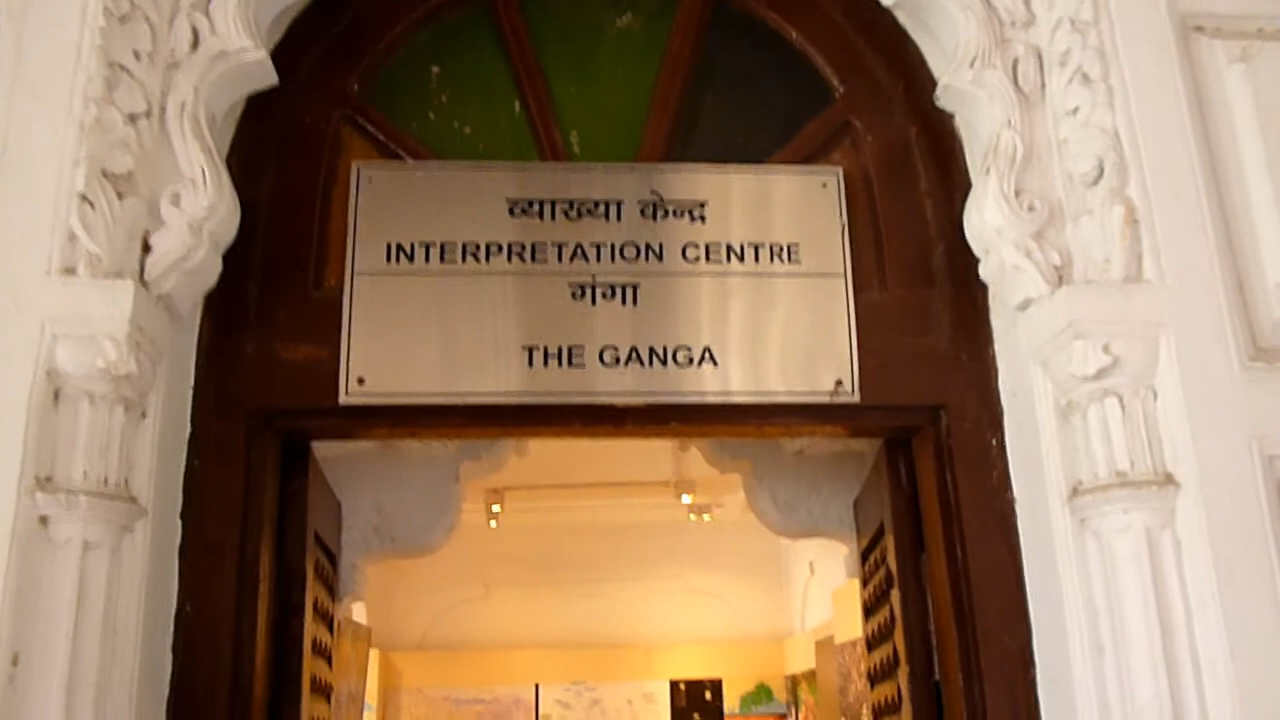 व्याख्या केन्द्र
INTERPRETATION CENTRE
गंगा
THE GANGA